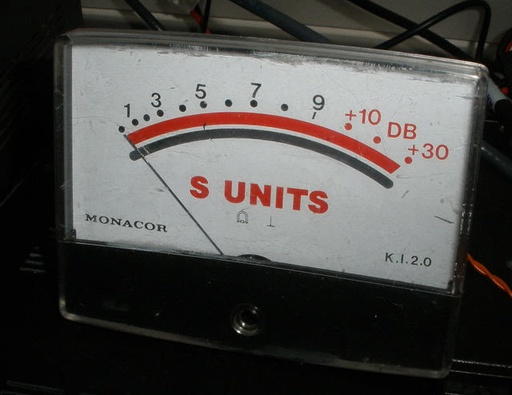 1 3 5 7 9 +10 DB +30
S UNITS
MONACOR
K.I.2.0